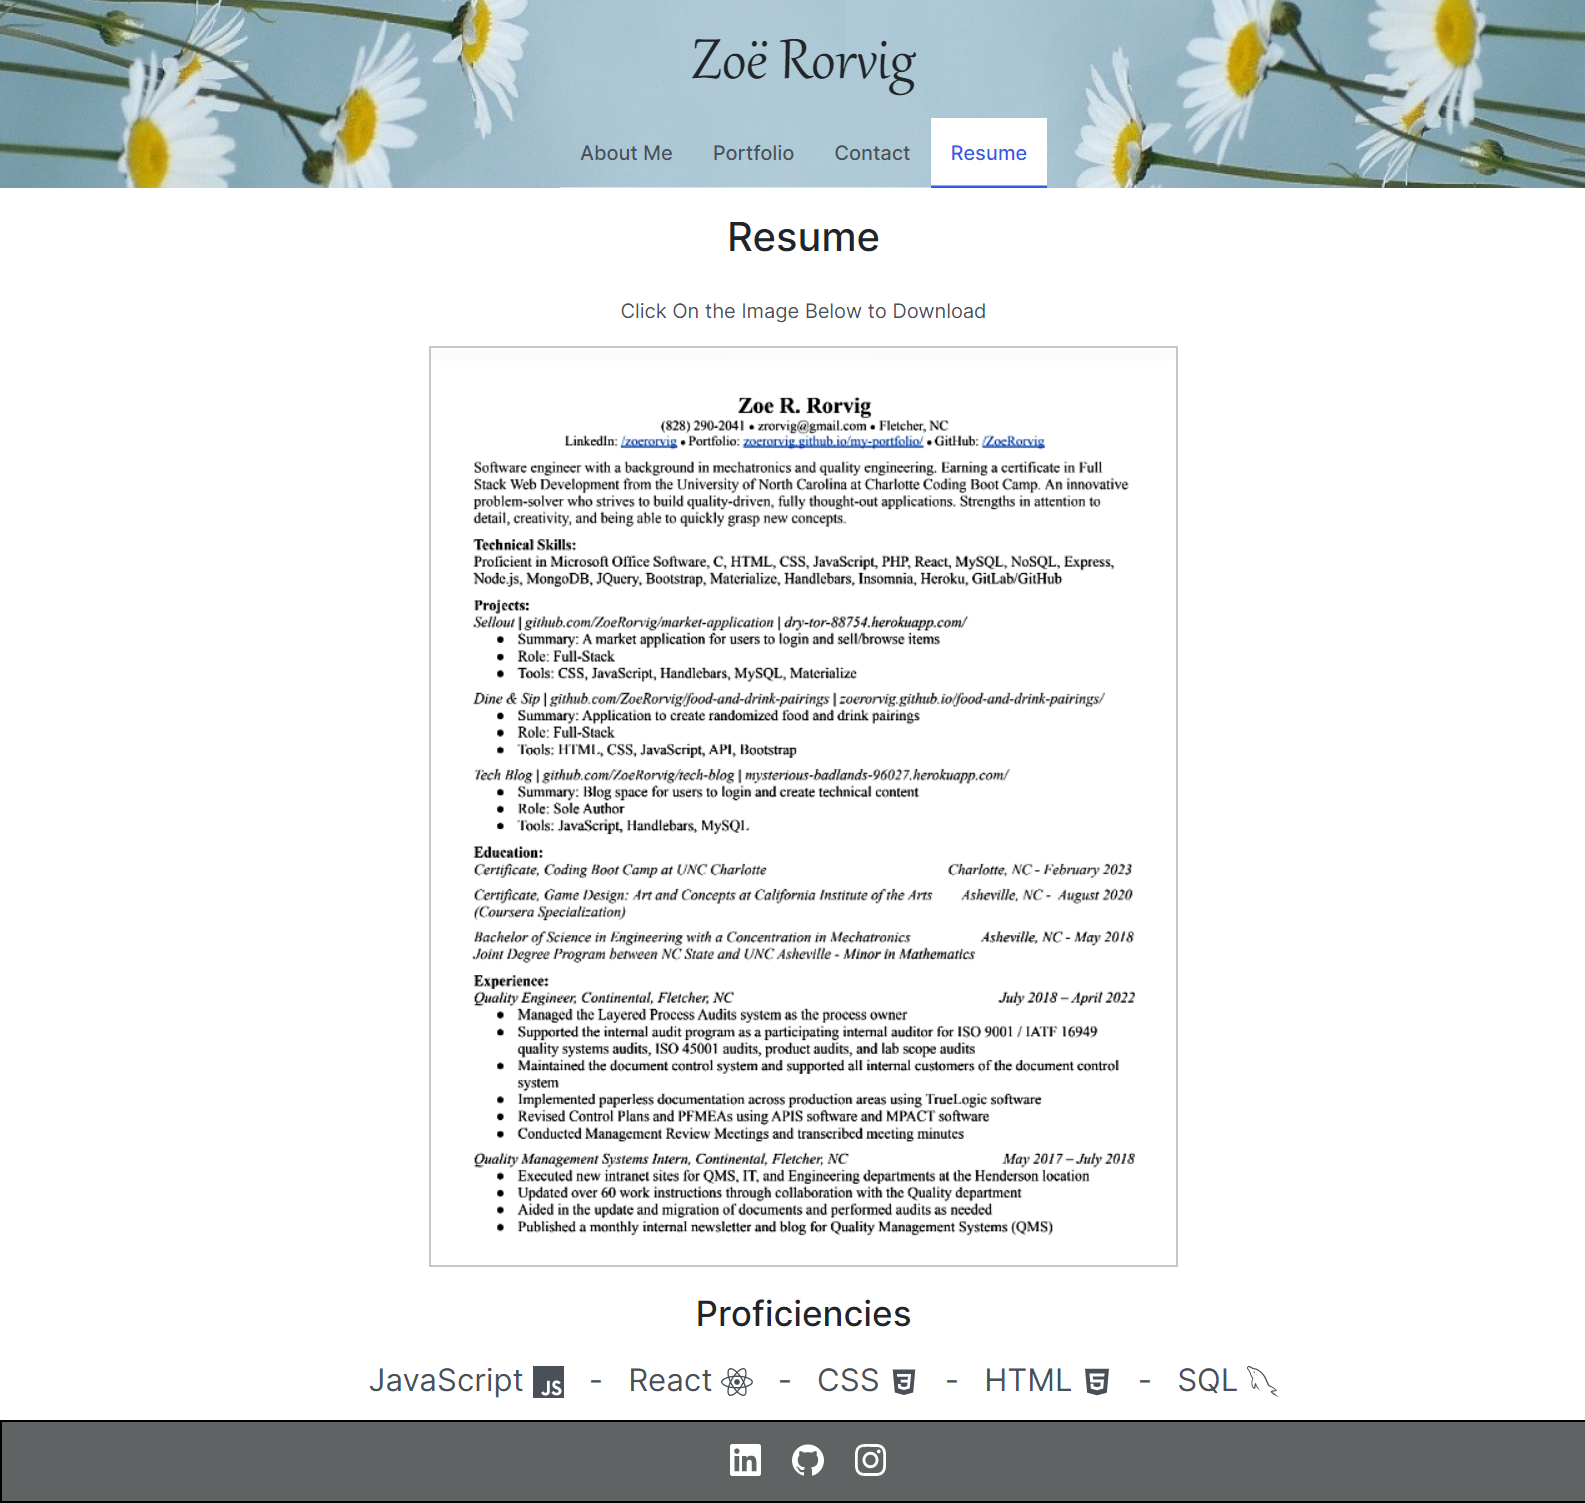 Zoë Rorvig
About Me Portfolio Contact Resume
Resume
Click On the Image Below to Download
Zoe R. Rorvig
(828) 290-2041 • zrorvig@gmail.com • Fletcher, NC
LinkedIn: /zoerorvig • Portfolio: zoerorvig.github.io/my-portfolio/ • GitHub: /ZoeRorvig
Software engineer with a background in mechatronics and quality engineering. Earning a certificate in Full
Stack Web Development from the University of North Carolina at Charlotte Coding Boot Camp. An innovative
problem-solver who strives to build quality-driven, fully thought-out applications. Strengths in attention to
detail, creativity, and being able to quickly grasp new concepts.
Technical Skills:
Proficient in Microsoft Office Software, C, HTML, CSS, JavaScript, PHP, React, MySQL, NoSQL, Express,
Node.js, MongoDB, JQuery, Bootstrap, Materialize, Handlebars, Insomnia, Heroku, GitLab/GitHub
Projects:
Sellout | github.com/ZoeRorvig/market-application | dry-tor-88754.herokuapp.com/
• Summary: A market application for users to login and sell/browse items
• Role: Full-Stack
• Tools: CSS, JavaScript, Handlebars, MySQL, Materialize
Dine & Sip | github.com/ZoeRorvig/food-and-drink-pairings | zoerorvig.github.io/food-and-drink-pairings/
• Summary: Application to create randomized food and drink pairings
• Role: Full-Stack
• Tools: HTML, CSS, JavaScript, API, Bootstrap
Tech Blog | github.com/ZoeRorvig/tech-blog | mysterious-badlands-96027.herokuapp.com/
• Summary: Blog space for users to login and create technical content
• Role: Sole Author
• Tools: JavaScript, Handlebars, MySQL
Education:
Certificate, Coding Boot Camp at UNC Charlotte Charlotte, NC - February 2023
Certificate, Game Design: Art and Concepts at California Institute of the Arts Asheville, NC - August 2020
(Coursera Specialization)
Bachelor of Science in Engineering with a Concentration in Mechatronics Asheville, NC - May 2018
Joint Degree Program between NC State and UNC Asheville - Minor in Mathematics
Experience:
Quality Engineer, Continental, Fletcher, NC July 2018 – April 2022
• Managed the Layered Process Audits system as the process owner
• Supported the internal audit program as a participating internal auditor for ISO 9001 / IATF 16949
quality systems audits, ISO 45001 audits, product audits, and lab scope audits
• Maintained the document control system and supported all internal customers of the document control
system
• Implemented paperless documentation across production areas using TrueLogic software
• Revised Control Plans and PFMEAs using APIS software and MPACT software
• Conducted Management Review Meetings and transcribed meeting minutes
Quality Management Systems Intern, Continental, Fletcher, NC May 2017 – July 2018
• Executed new intranet sites for QMS, IT, and Engineering departments at the Henderson location
• Updated over 60 work instructions through collaboration with the Quality department
• Aided in the update and migration of documents and performed audits as needed
• Published a monthly internal newsletter and blog for Quality Management Systems (QMS)
Proficiencies
JavaScript JS - React - CSS 3 - HTML 5 - SQL
in